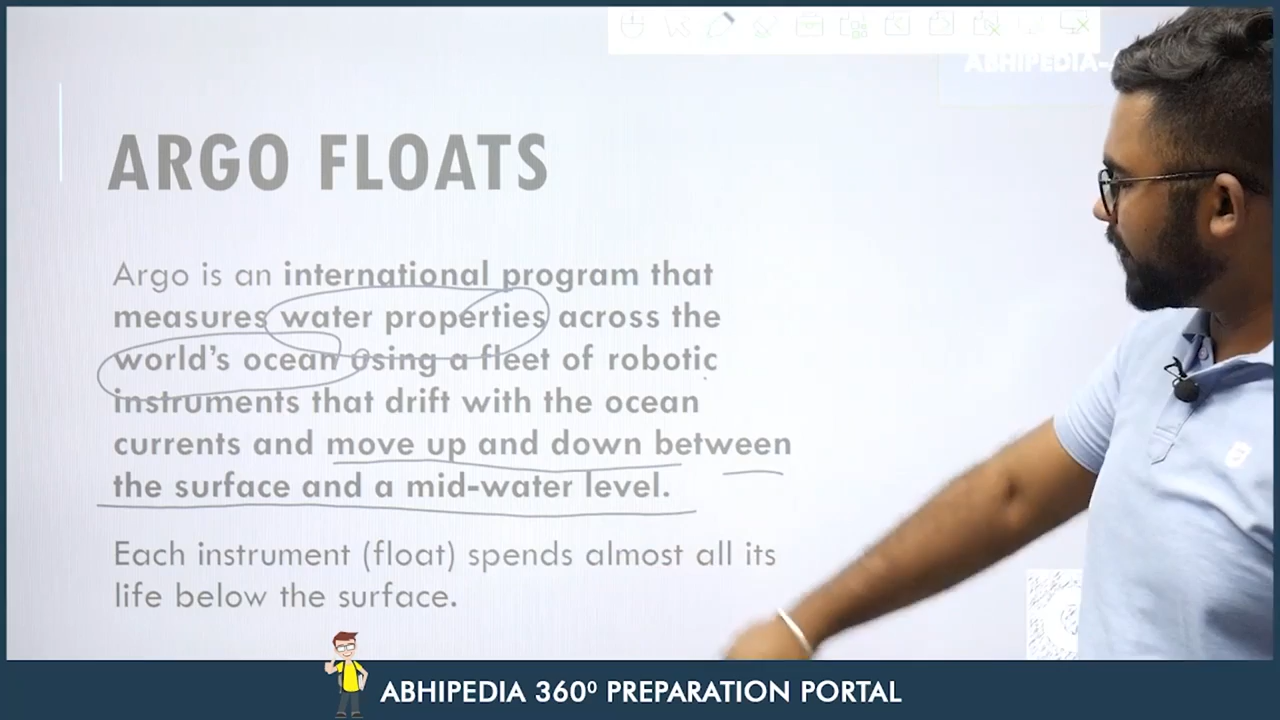 ABHIPEDIA-
ARGO FLOATS
Argo is an international program that
measures water properties across the
world's ocean using a fleet of robotic
instruments that drift with the ocean
currents and move up and down between
the surface and a mid-water level.
Each instrument (float) spends almost all its
life below the surface.
ABHIPEDIA 360⁰ PREPARATION PORTAL